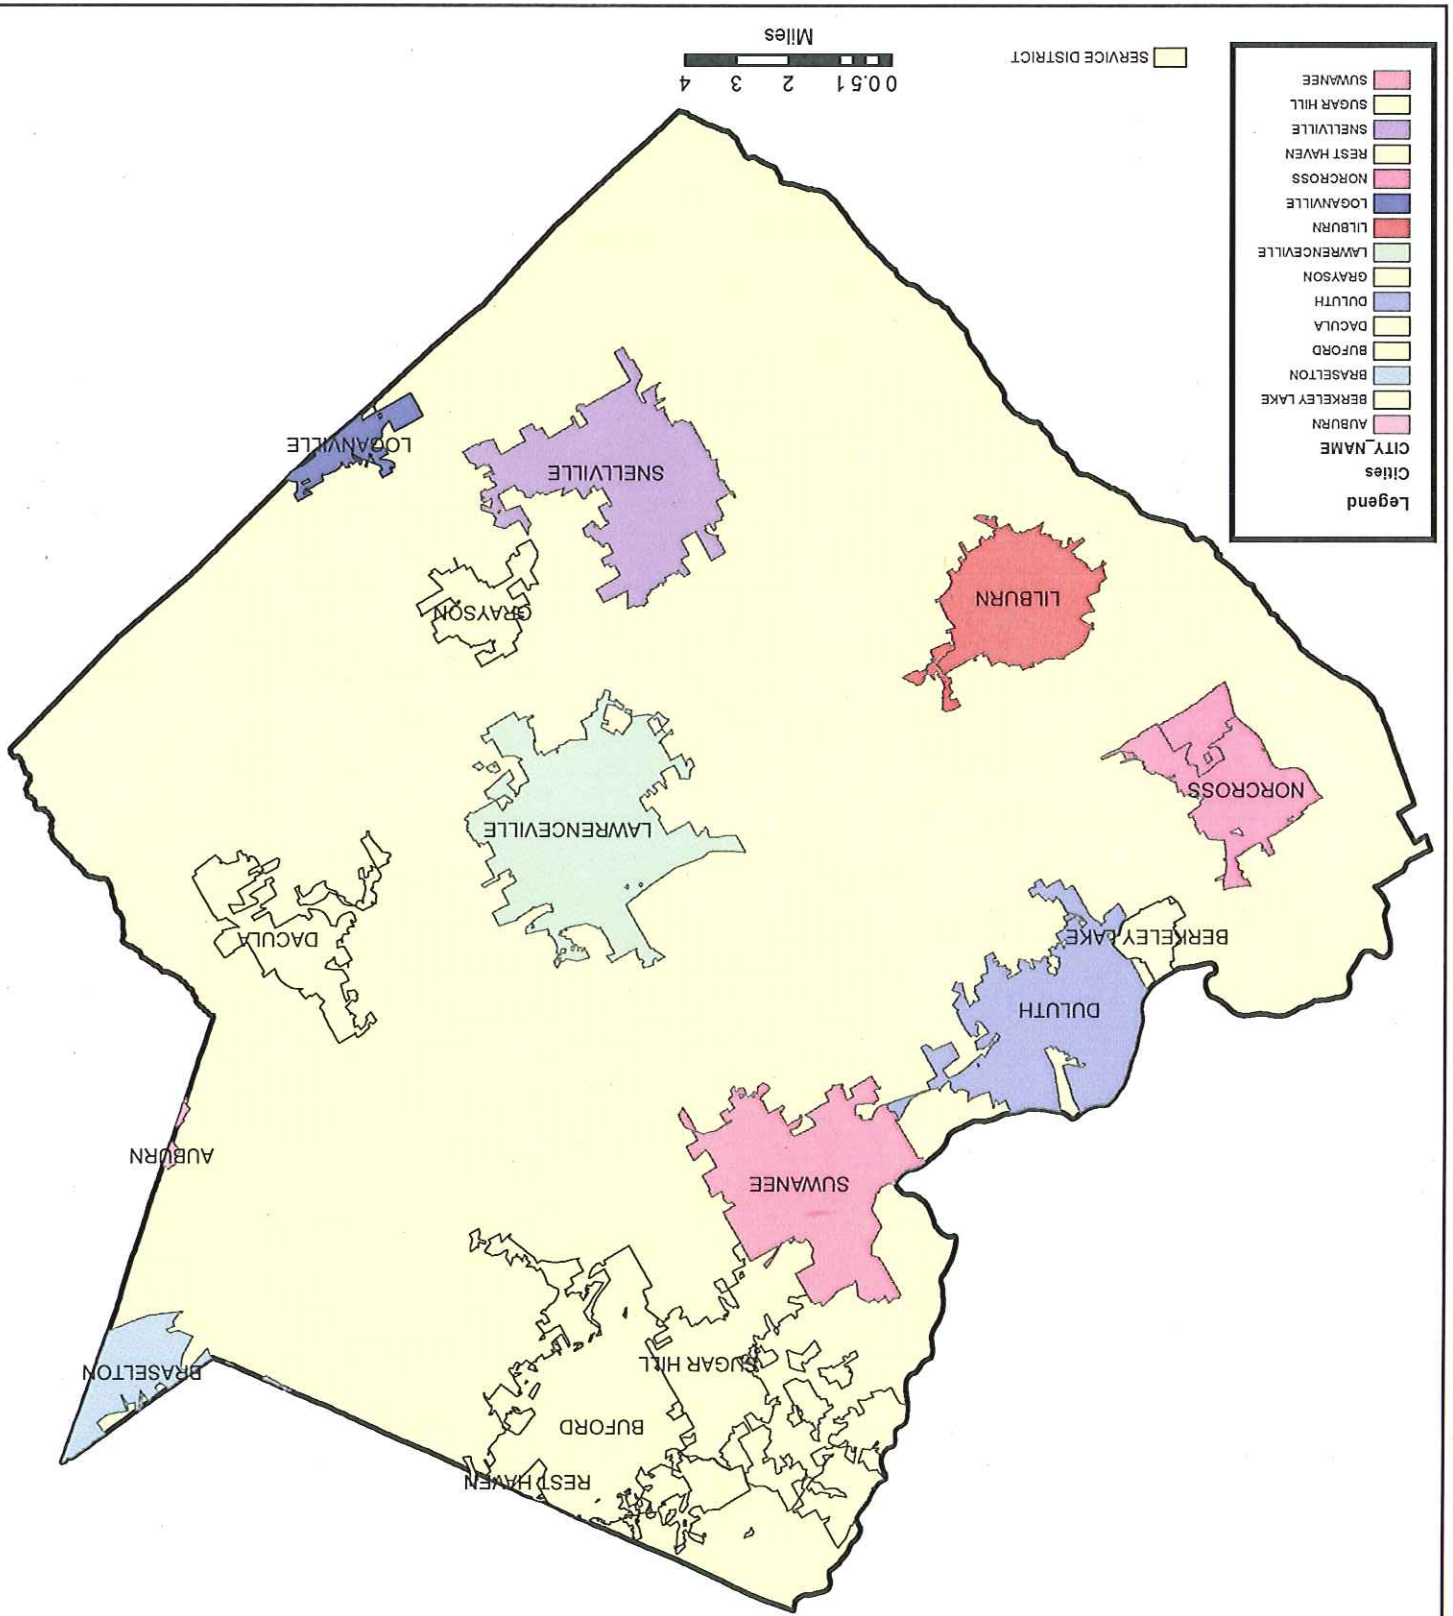 REST HAVEN
BUFORD
SUGAR HILL
BRASELTON
SUWANEE
AUBURN
DULUTH
BERKELEY LAKE
DACULA
LAWRENCEVILLE
NORCROSS
GRAYSON
LILBURN
SNELLVILLE
LOGANVILLE
Legend
Cities
CITY_NAME
AUBURN
BERKELEY LAKE
BRASELTON
BUFORD
DACULA
DULUTH
GRAYSON
LAWRENCEVILLE
LILBURN
LOGANVILLE
NORCROSS
REST HAVEN
SNELLVILLE
SUGAR HILL
SUWANEE
SERVICE DISTRICT
0 0.5 1 2 3 4
Miles